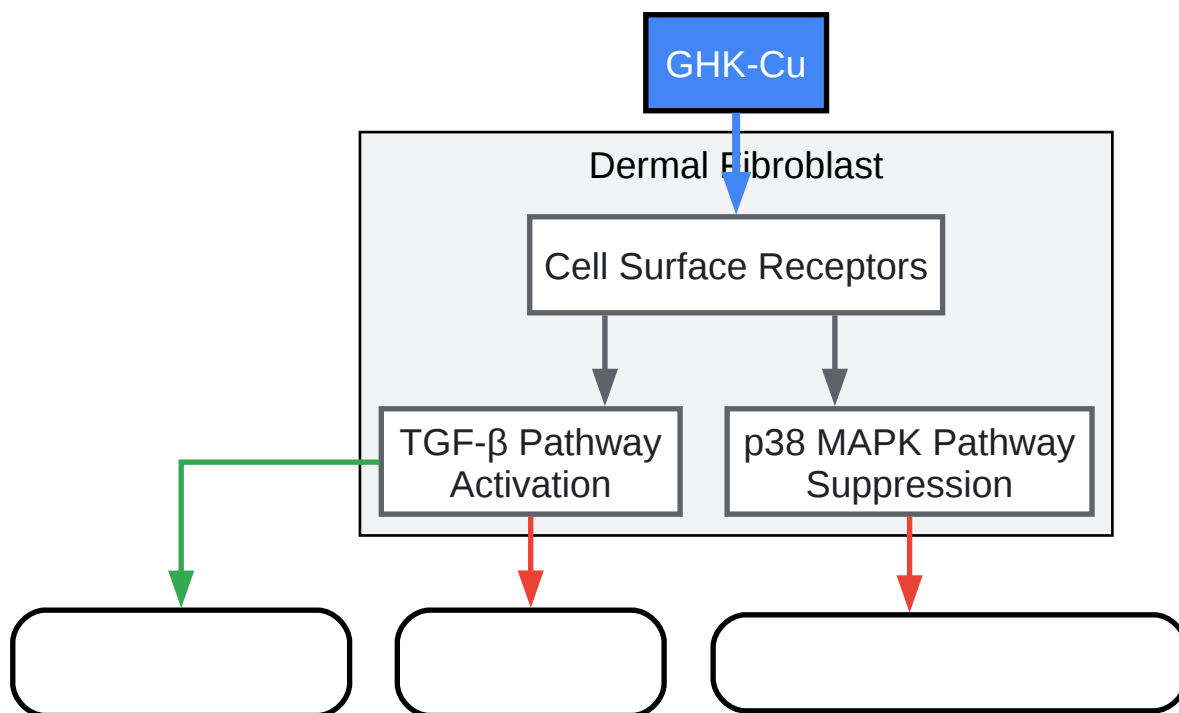 GHK-Cu
Dermal Fibroblast
Cell Surface Receptors
TGF-β Pathway
Activation
p38 MAPK Pathway
Suppression